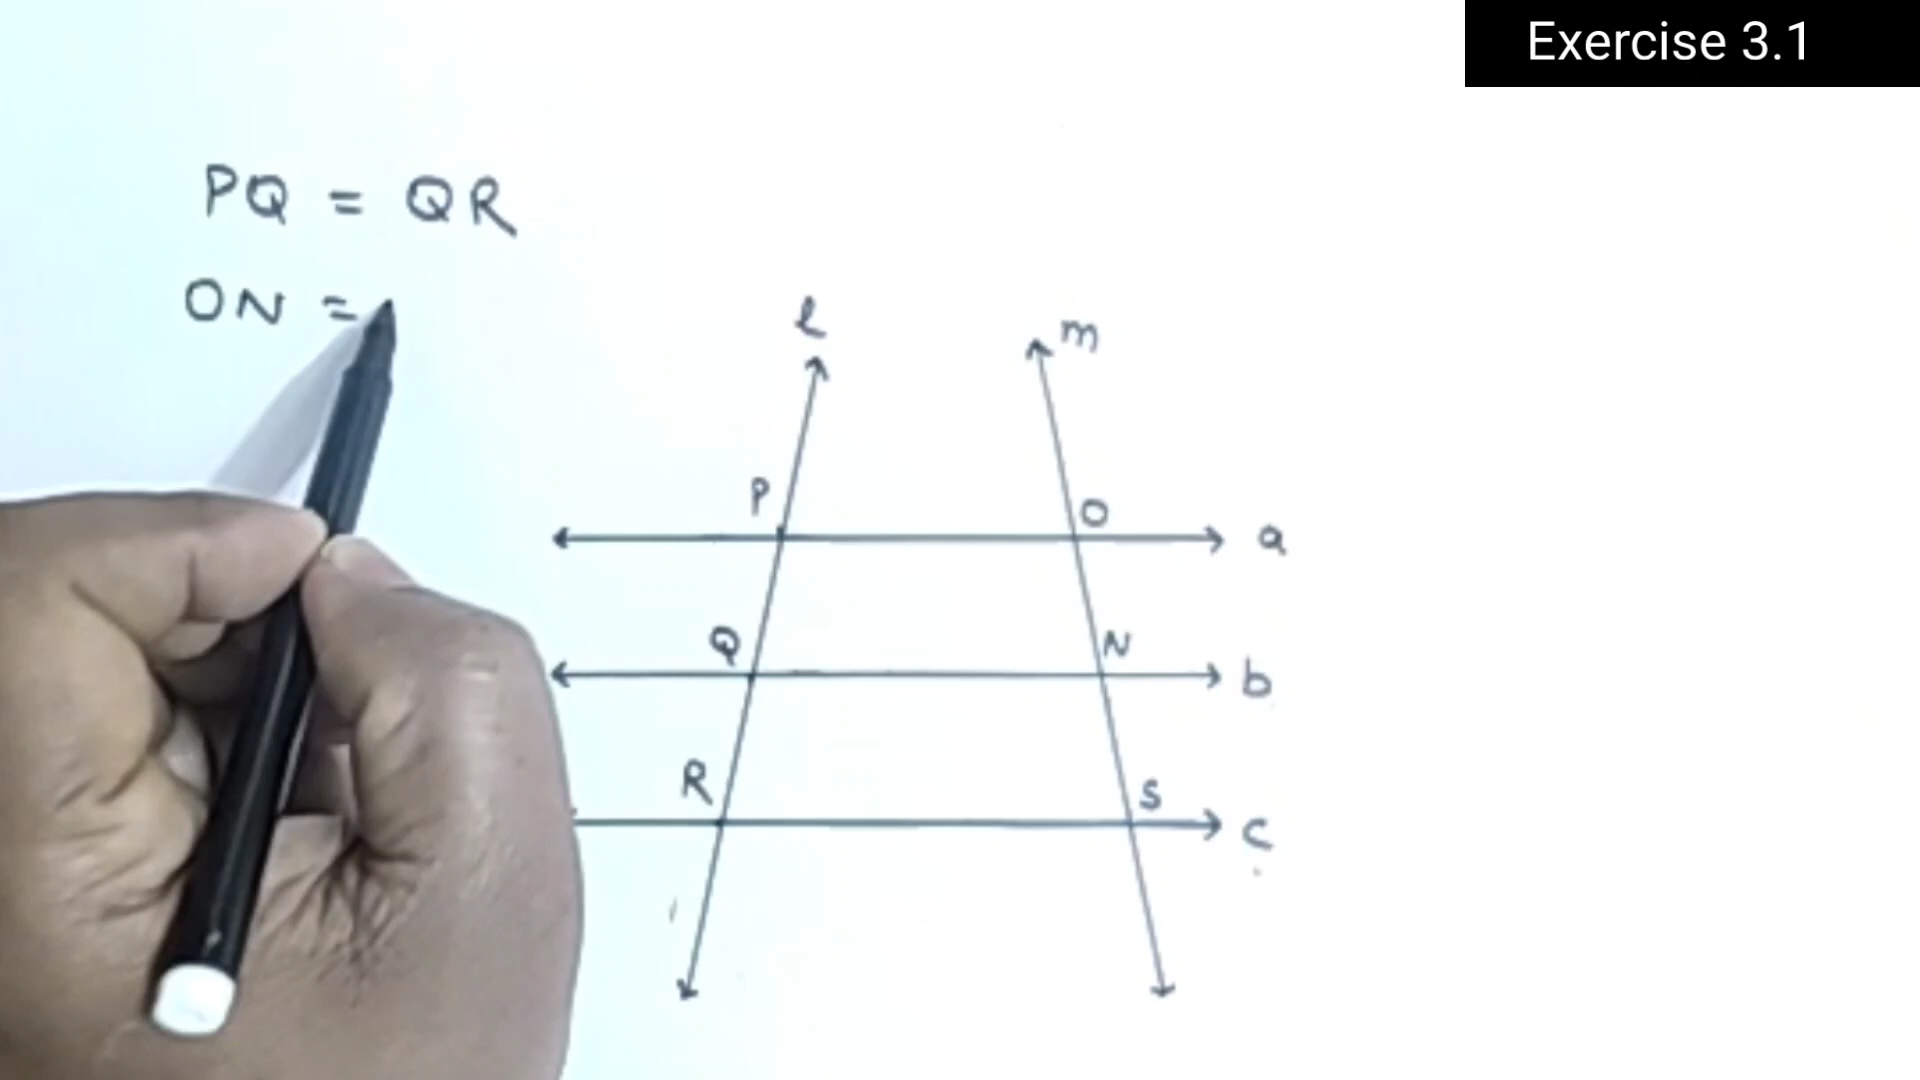 Exercise 3.1
PQ = QR
ON =
l
m
P
O
a
Q
N
b
R
S
c